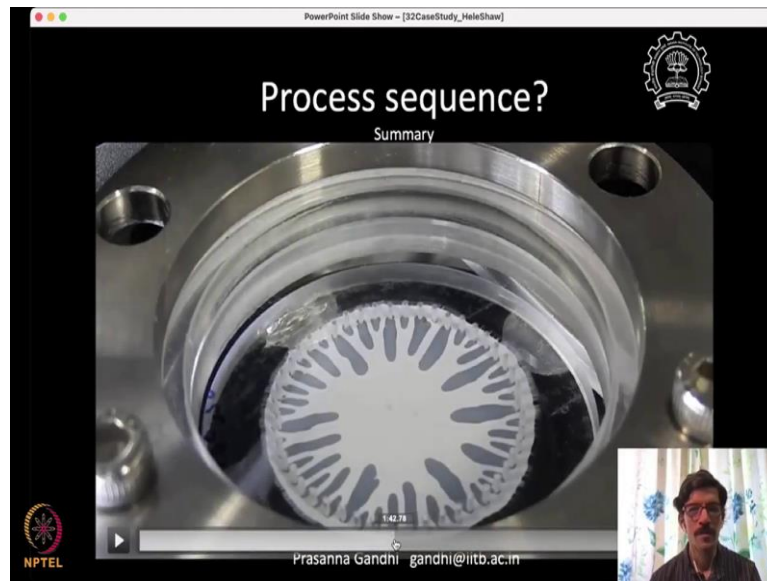 PowerPoint Slide Show – [32CaseStudy_HeleShaw]
Process sequence?
Summary
1:42.78
Prasanna Gandhi gandhi@iitb.ac.in
NPTEL